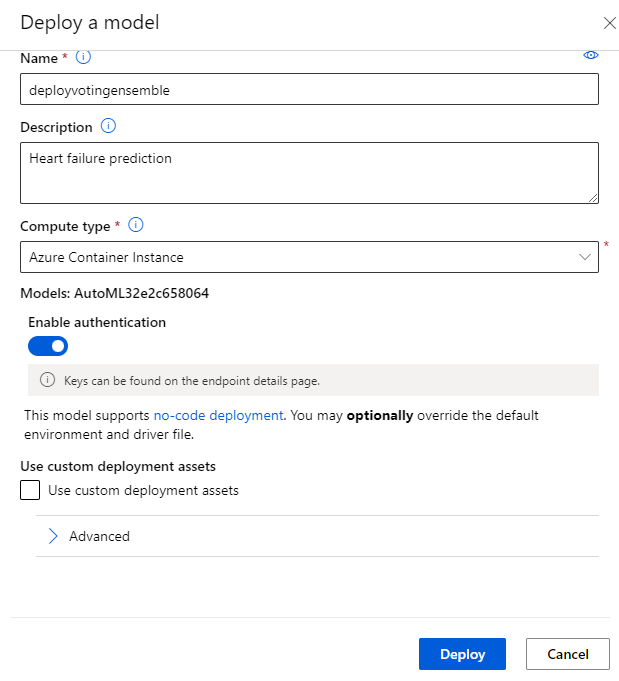 Deploy a model
Name *
deployvotingensemble
Description
Heart failure prediction
Compute type *
Azure Container Instance
*
Models: AutoML32e2c658064
Enable authentication
Keys can be found on the endpoint details page.
This model supports no-code deployment. You may optionally override the default
environment and driver file.
Use custom deployment assets
Use custom deployment assets
Advanced
Deploy
Cancel